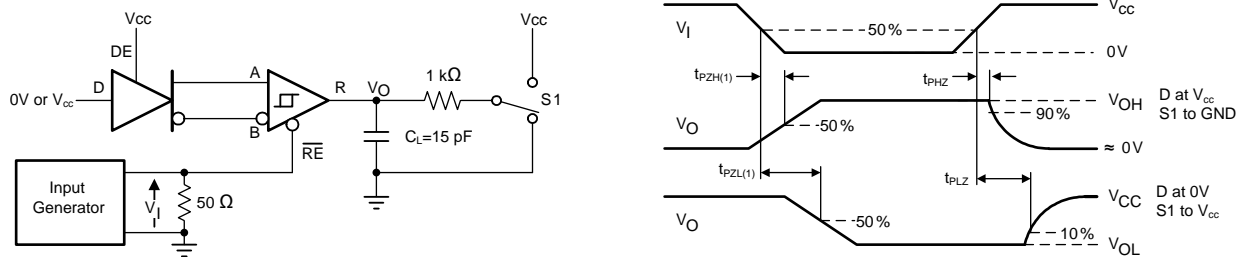 Vcc
Vcc
DE
D
A
1 kΩ
R
VO
S1
0V or Vcc
B
CL=15 pF
RE
Input
Generator
VI
50 Ω
Vcc
VI
50%
0V
tPZH(1)
tPHZ
VOH
D at Vcc
S1 to GND
90%
VO
50%
≈ 0V
tPZL(1)
tPLZ
VCC
D at 0V
S1 to Vcc
VO
50%
10%
VOL